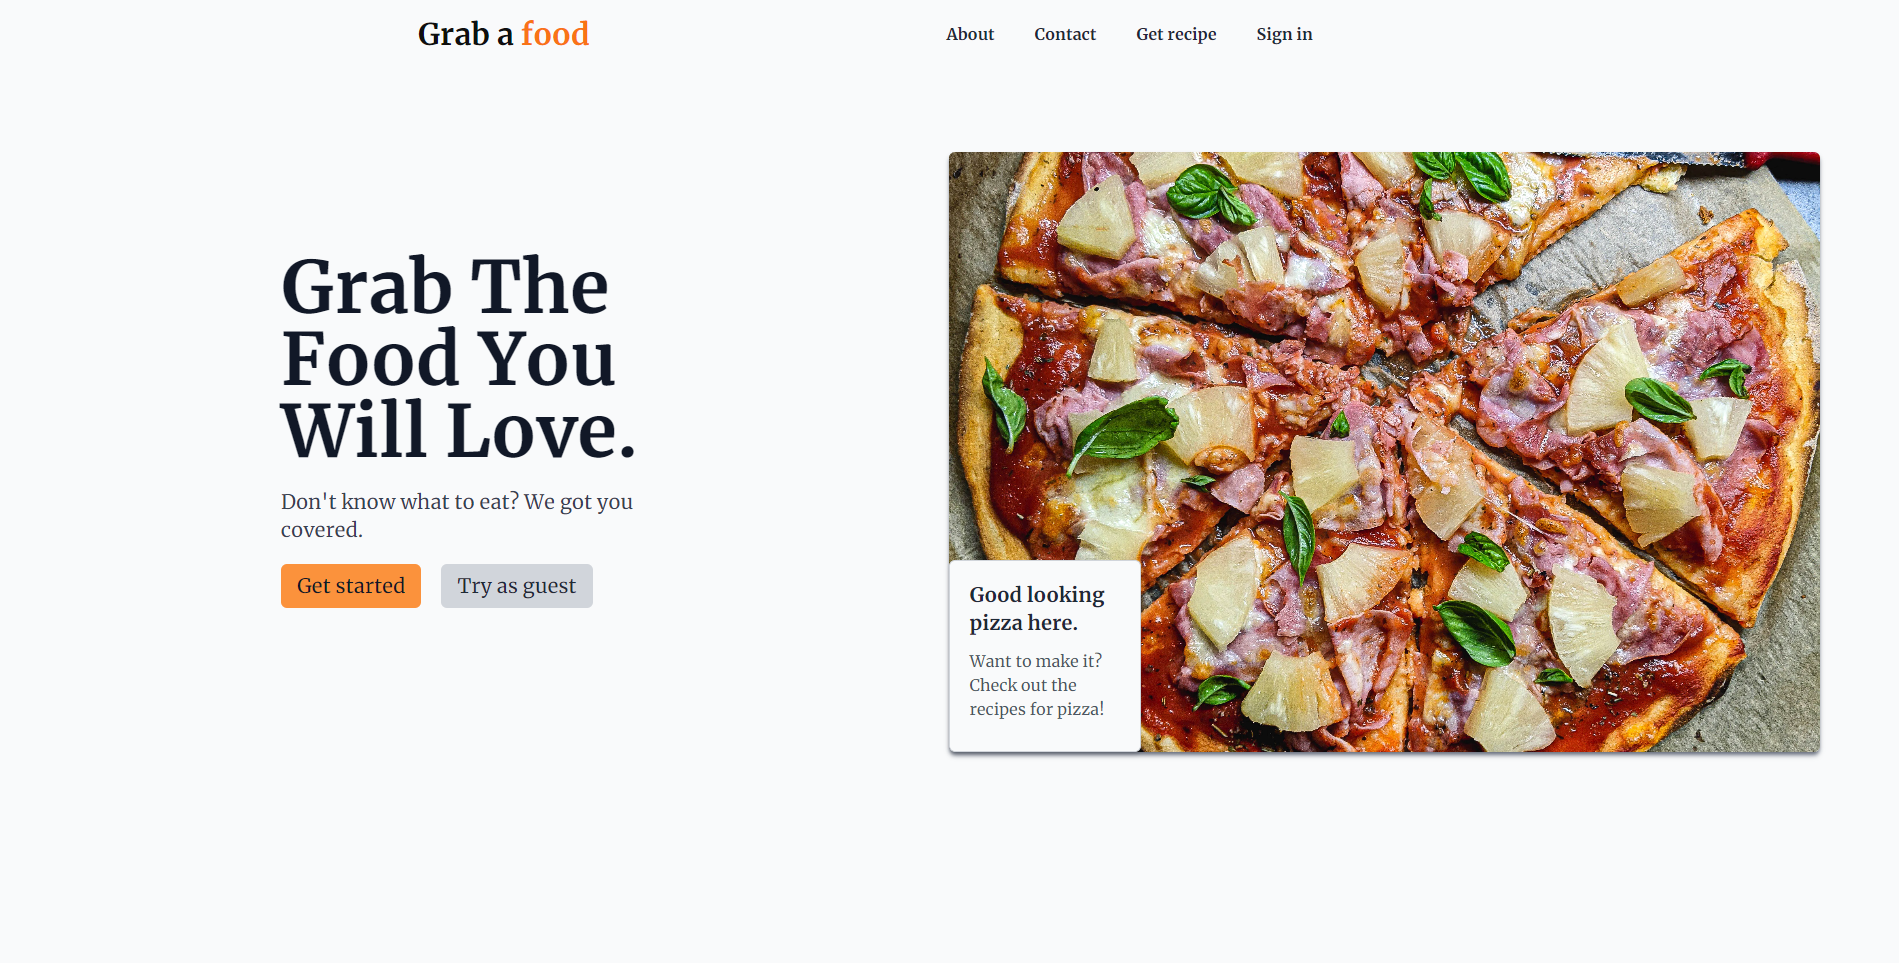 Grab a food
About Contact Get recipe Sign in
Grab The
Food You
Will Love.
Don't know what to eat? We got you
covered.
Get started Try as guest
Good looking
pizza here.
Want to make it?
Check out the
recipes for pizza!